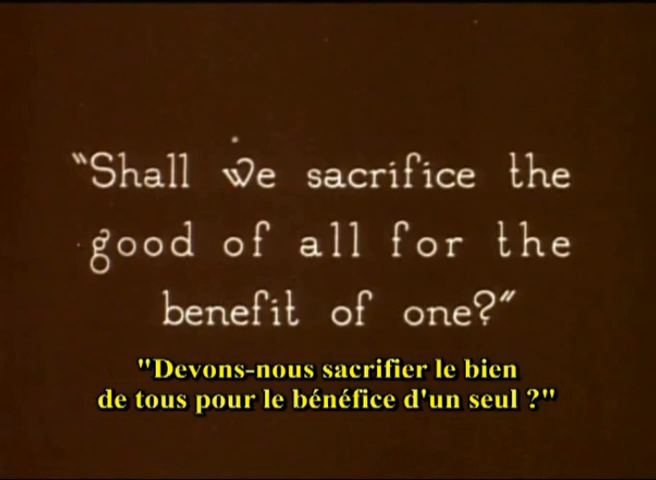 "Shall we sacrifice the
good of all for the
benefit of one?"
"Devons-nous sacrifier le bien
de tous pour le bénéfice d'un seul ?"